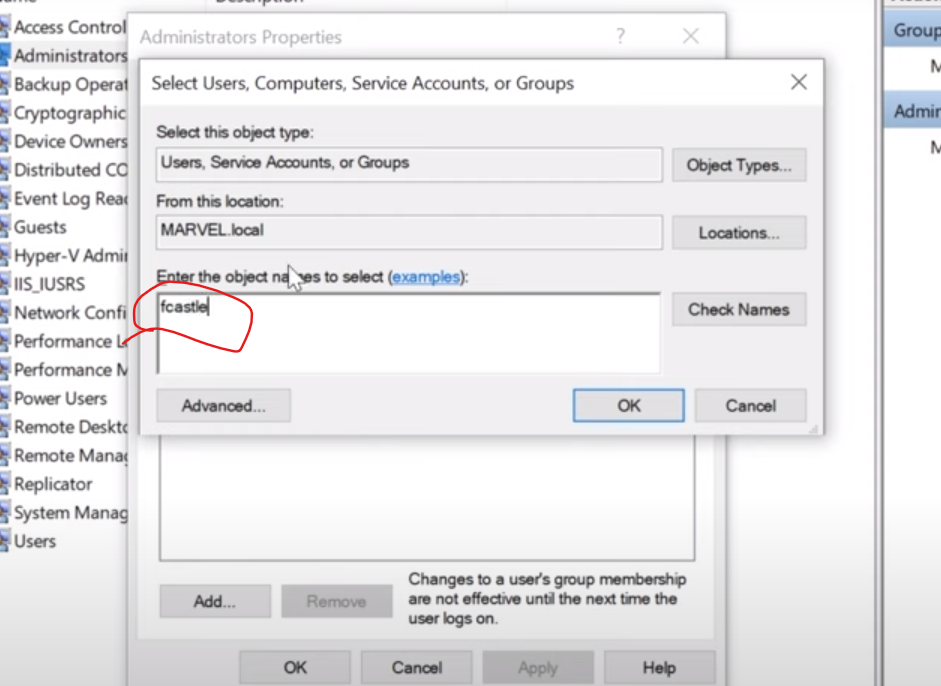 Administrators Properties
?
Select Users, Computers, Service Accounts, or Groups
Select this object type:
Users, Service Accounts, or Groups
Object Types...
From this location:
MARVEL.local
Locations...
Enter the object names to select (examples):
fcastle
Check Names
Advanced...
OK
Cancel
Add...
Remove
Changes to a user's group membership
are not effective until the next time the
user logs on.
OK
Cancel
Apply
Help
Access Control
Administrators
Backup Operat
Cryptographic
Device Owners
Distributed CO
Event Log Read
Guests
Hyper-V Admin
IIS_IUSRS
Network Confi
Performance L
Performance M
Power Users
Remote Deskto
Remote Manag
Replicator
System Manag
Users
Group
M
Admin
M